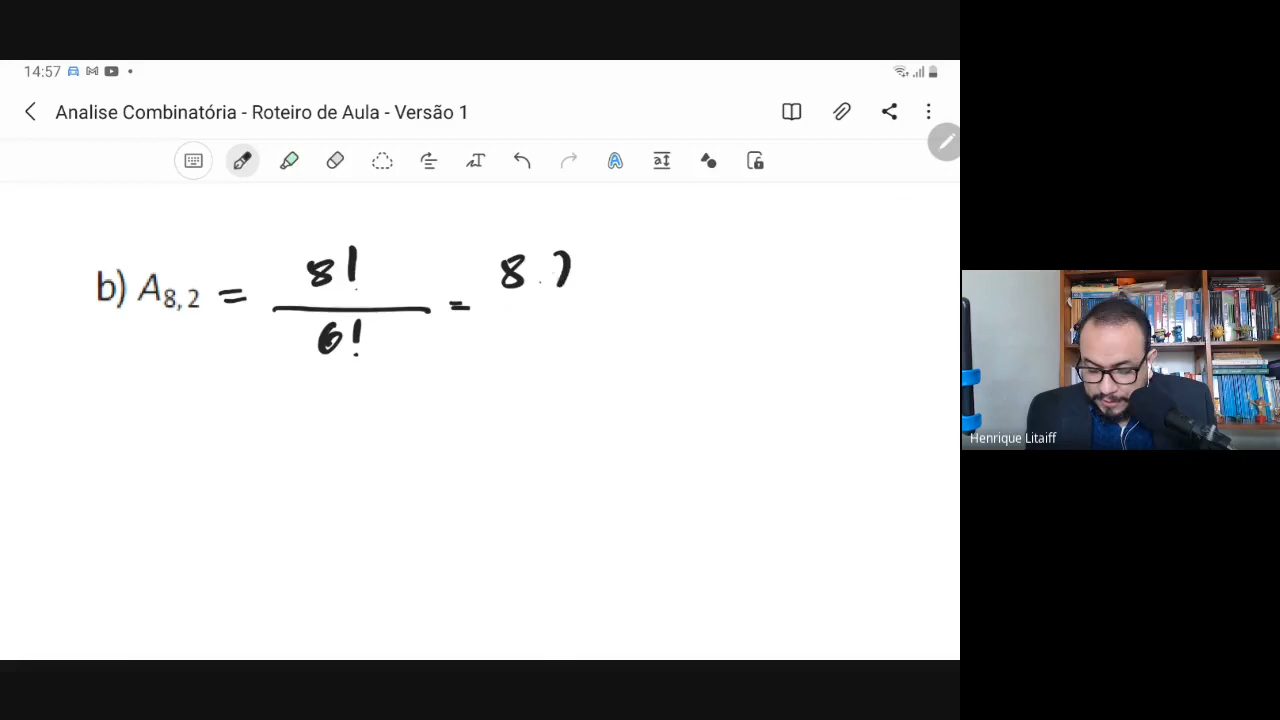 14:57
Analise Combinatória - Roteiro de Aula - Versão 1
b) A8, 2 = 8! / 6! = 8 . 7
Henrique Litaiff